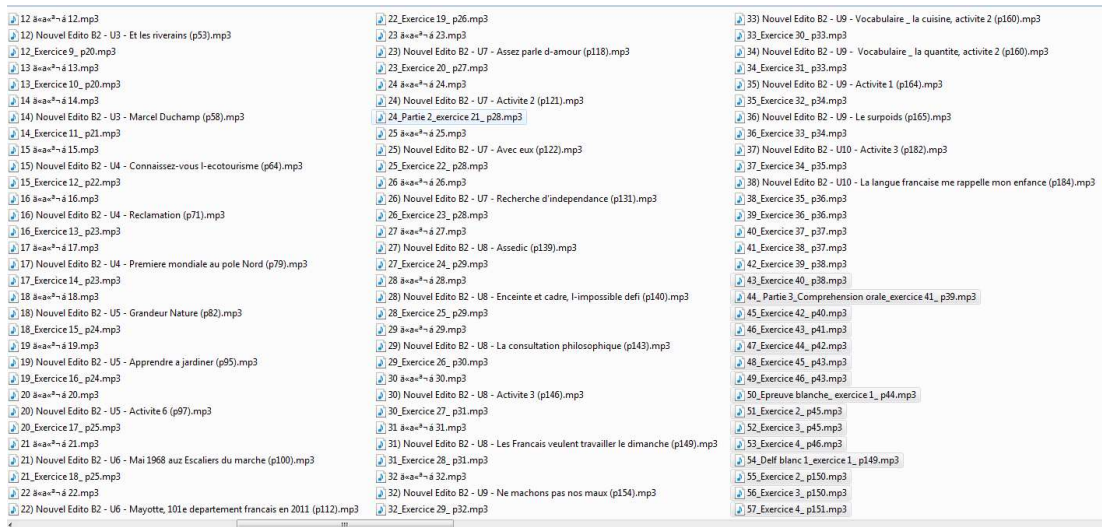 12 ä«a«ª¬á 12.mp3
12) Nouvel Edito B2 - U3 - Et les riverains (p53).mp3
12_Exercice 9_ p20.mp3
13 ä«a«ª¬á 13.mp3
13_Exercice 10_ p20.mp3
14 ä«a«ª¬á 14.mp3
14) Nouvel Edito B2 - U3 - Marcel Duchamp (p58).mp3
14_Exercice 11_ p21.mp3
15 ä«a«ª¬á 15.mp3
15) Nouvel Edito B2 - U4 - Connaissez-vous l-ecotourisme (p64).mp3
15_Exercice 12_ p22.mp3
16 ä«a«ª¬á 16.mp3
16) Nouvel Edito B2 - U4 - Reclamation (p71).mp3
16_Exercice 13_ p23.mp3
17 ä«a«ª¬á 17.mp3
17) Nouvel Edito B2 - U4 - Premiere mondiale au pole Nord (p79).mp3
17_Exercice 14_ p23.mp3
18 ä«a«ª¬á 18.mp3
18) Nouvel Edito B2 - U5 - Grandeur Nature (p82).mp3
18_Exercice 15_ p24.mp3
19 ä«a«ª¬á 19.mp3
19) Nouvel Edito B2 - U5 - Apprendre a jardiner (p95).mp3
19_Exercice 16_ p24.mp3
20 ä«a«ª¬á 20.mp3
20) Nouvel Edito B2 - U5 - Activite 6 (p97).mp3
20_Exercice 17_ p25.mp3
21 ä«a«ª¬á 21.mp3
21) Nouvel Edito B2 - U6 - Mai 1968 auz Escaliers du marche (p100).mp3
21_Exercice 18_ p25.mp3
22 ä«a«ª¬á 22.mp3
22) Nouvel Edito B2 - U6 - Mayotte, 101e departement francais en 2011 (p112).mp3
22_Exercice 19_ p26.mp3
23 ä«a«ª¬á 23.mp3
23) Nouvel Edito B2 - U7 - Assez parle d-amour (p118).mp3
23_Exercice 20_ p27.mp3
24 ä«a«ª¬á 24.mp3
24) Nouvel Edito B2 - U7 - Activite 2 (p121).mp3
24_Partie 2_exercice 21_ p28.mp3
25 ä«a«ª¬á 25.mp3
25) Nouvel Edito B2 - U7 - Avec eux (p122).mp3
25_Exercice 22_ p28.mp3
26 ä«a«ª¬á 26.mp3
26) Nouvel Edito B2 - U7 - Recherche d'independance (p131).mp3
26_Exercice 23_ p28.mp3
27 ä«a«ª¬á 27.mp3
27) Nouvel Edito B2 - U8 - Assedic (p139).mp3
27_Exercice 24_ p29.mp3
28 ä«a«ª¬á 28.mp3
28) Nouvel Edito B2 - U8 - Enceinte et cadre, l-impossible defi (p140).mp3
28_Exercice 25_ p29.mp3
29 ä«a«ª¬á 29.mp3
29) Nouvel Edito B2 - U8 - La consultation philosophique (p143).mp3
29_Exercice 26_ p30.mp3
30 ä«a«ª¬á 30.mp3
30) Nouvel Edito B2 - U8 - Activite 3 (p146).mp3
30_Exercice 27_ p31.mp3
31 ä«a«ª¬á 31.mp3
31) Nouvel Edito B2 - U8 - Les Francais veulent travailler le dimanche (p149).mp3
31_Exercice 28_ p31.mp3
32 ä«a«ª¬á 32.mp3
32) Nouvel Edito B2 - U9 - Ne machons pas nos maux (p154).mp3
32_Exercice 29_ p32.mp3
33) Nouvel Edito B2 - U9 - Vocabulaire _ la cuisine, activite 2 (p160).mp3
33_Exercice 30_ p33.mp3
34) Nouvel Edito B2 - U9 - Vocabulaire _ la quantite, activite 2 (p160).mp3
34_Exercice 31_ p33.mp3
35) Nouvel Edito B2 - U9 - Activite 1 (p164).mp3
35_Exercice 32_ p34.mp3
36) Nouvel Edito B2 - U9 - Le surpoids (p165).mp3
36_Exercice 33_ p34.mp3
37) Nouvel Edito B2 - U10 - Activite 3 (p182).mp3
37_Exercice 34_ p35.mp3
38) Nouvel Edito B2 - U10 - La langue francaise me rappelle mon enfance (p184).mp3
38_Exercice 35_ p36.mp3
39_Exercice 36_ p36.mp3
40_Exercice 37_ p37.mp3
41_Exercice 38_ p37.mp3
42_Exercice 39_ p38.mp3
43_Exercice 40_ p38.mp3
44_ Partie 3_Comprehension orale_exercice 41_ p39.mp3
45_Exercice 42_ p40.mp3
46_Exercice 43_ p41.mp3
47_Exercice 44_ p42.mp3
48_Exercice 45_ p43.mp3
49_Exercice 46_ p43.mp3
50_Epreuve blanche_ exercice 1_ p44.mp3
51_Exercice 2_ p45.mp3
52_Exercice 3_ p45.mp3
53_Exercice 4_ p46.mp3
54_Delf blanc 1_exercice 1_ p149.mp3
55_Exercice 2_ p150.mp3
56_Exercice 3_ p150.mp3
57_Exercice 4_ p151.mp3